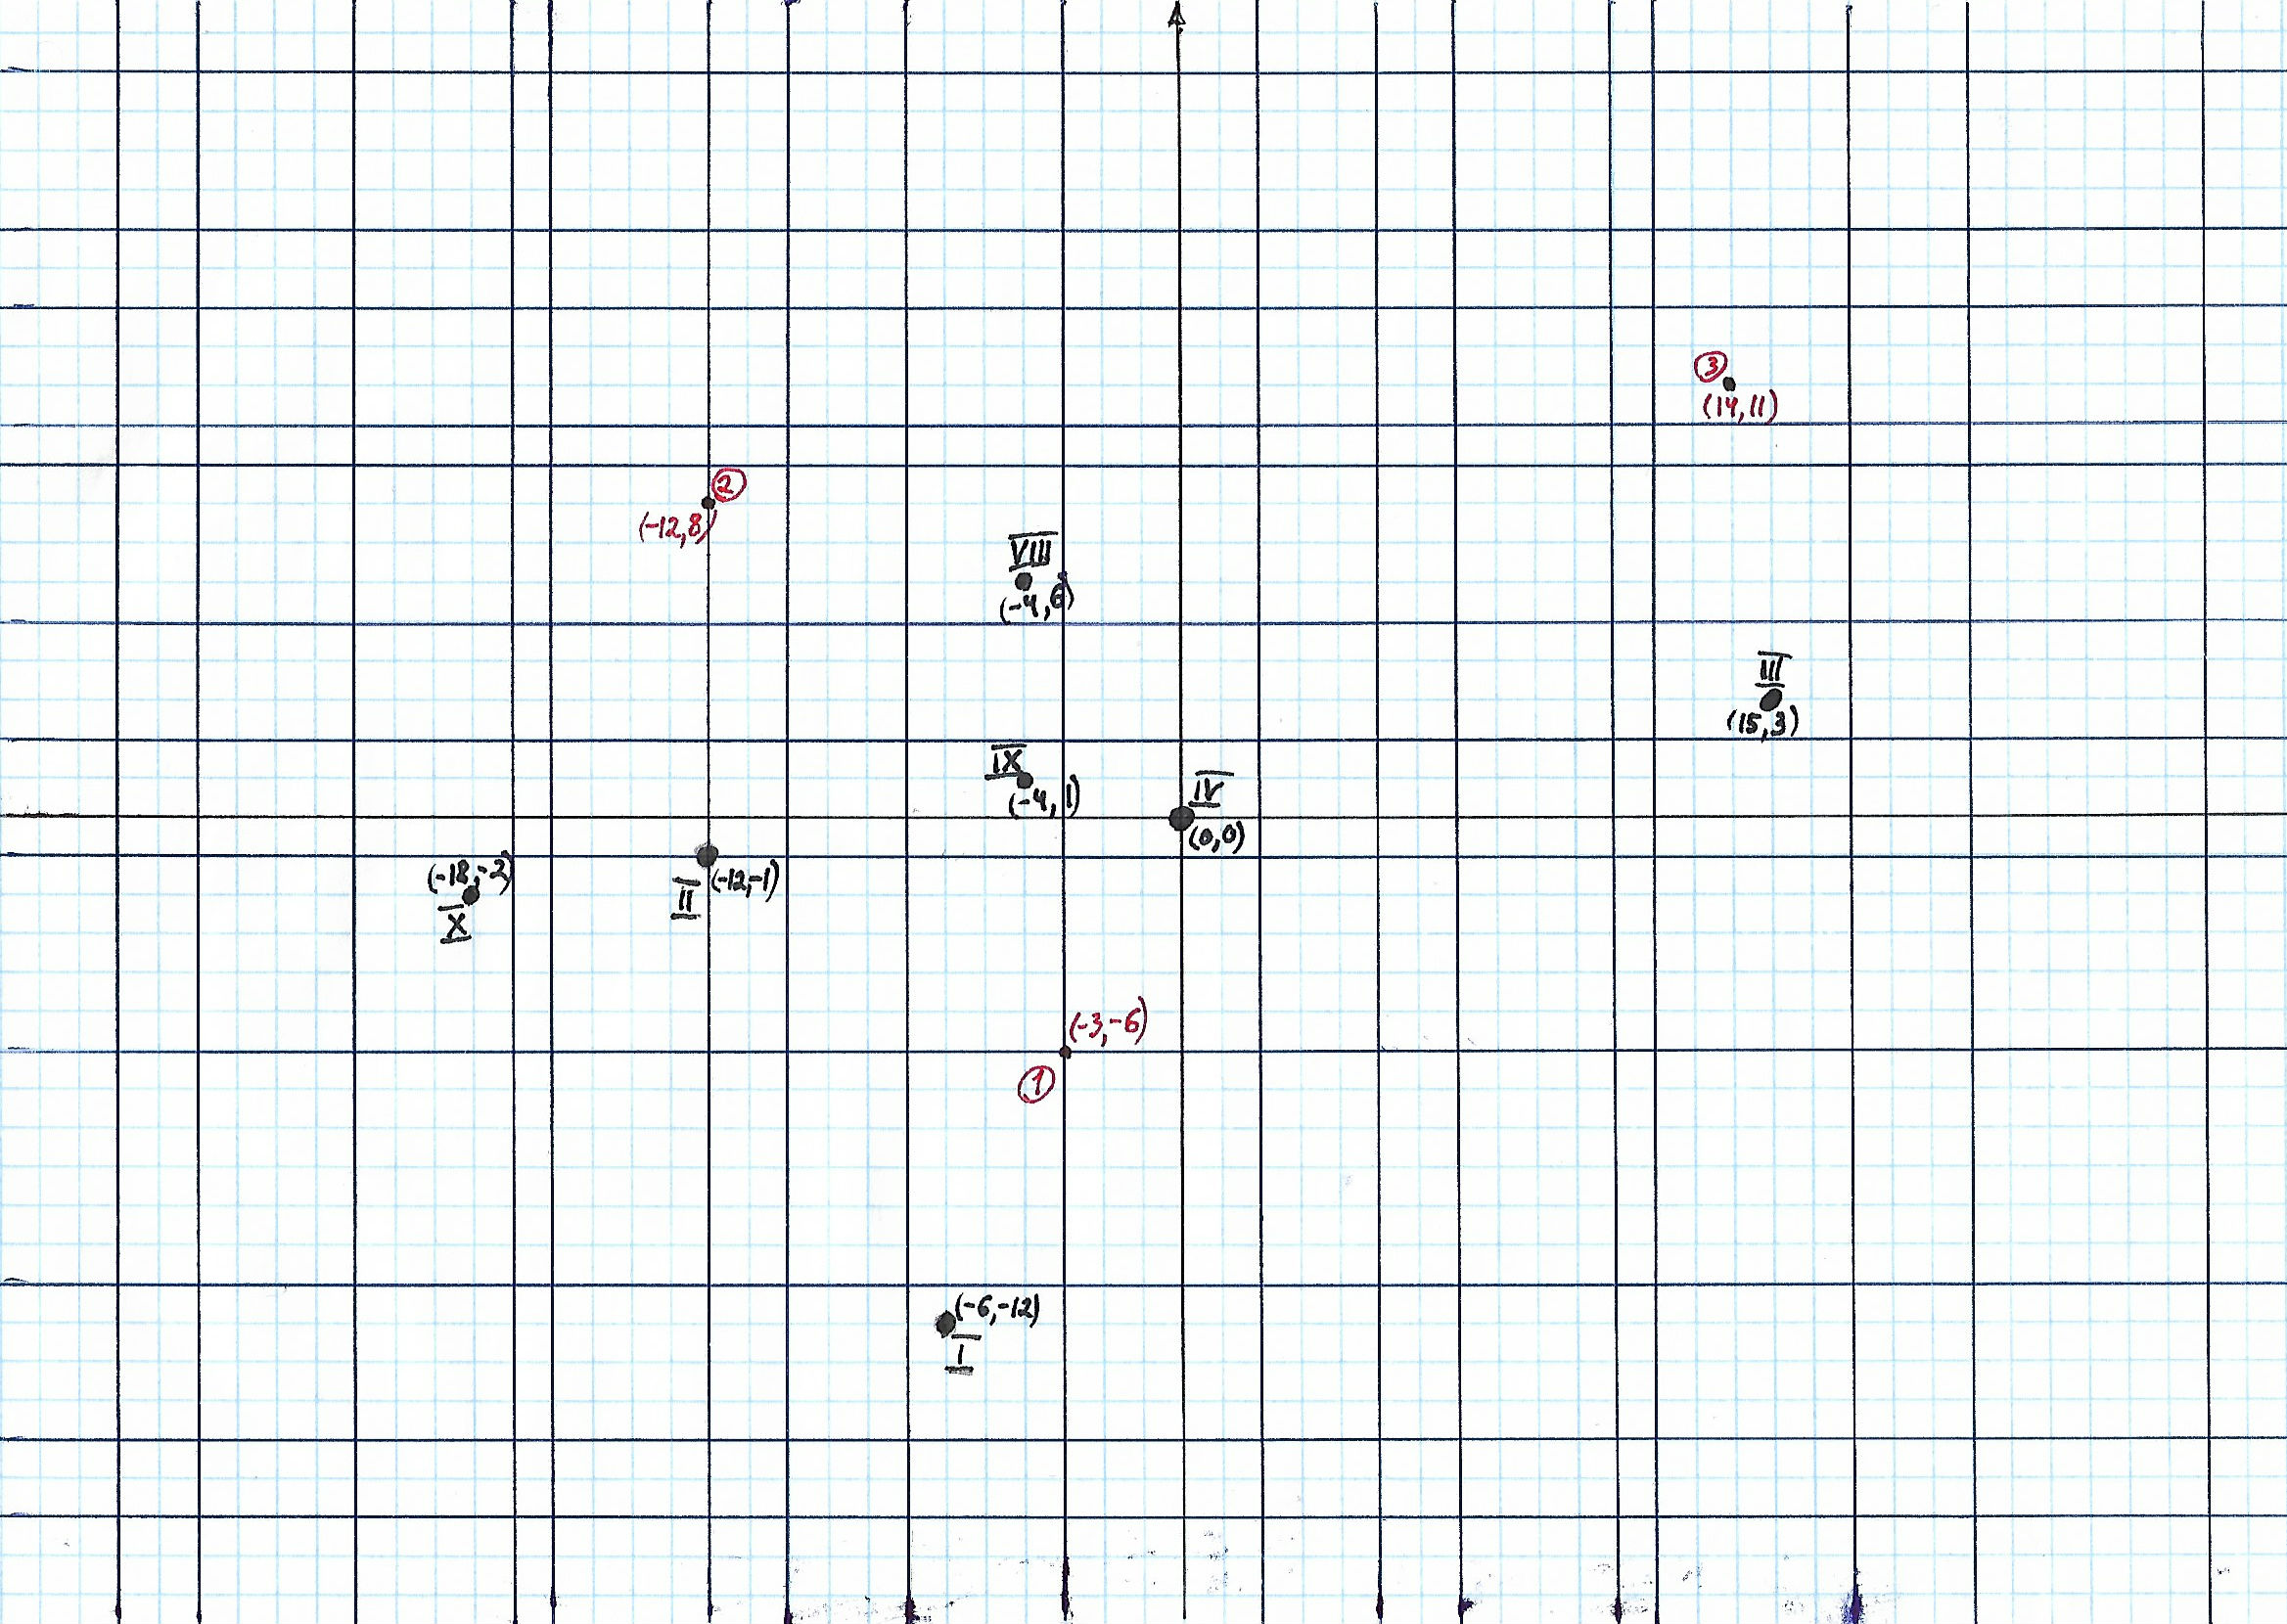 ③
(14,11)
②
(-12,8)
VIII
(-4,6)
III
(15,3)
IX
(-4,1)
IV
(0,0)
(-18,-2)
X
(-12,-1)
II
(-3,-6)
①
(-6,-12)
I